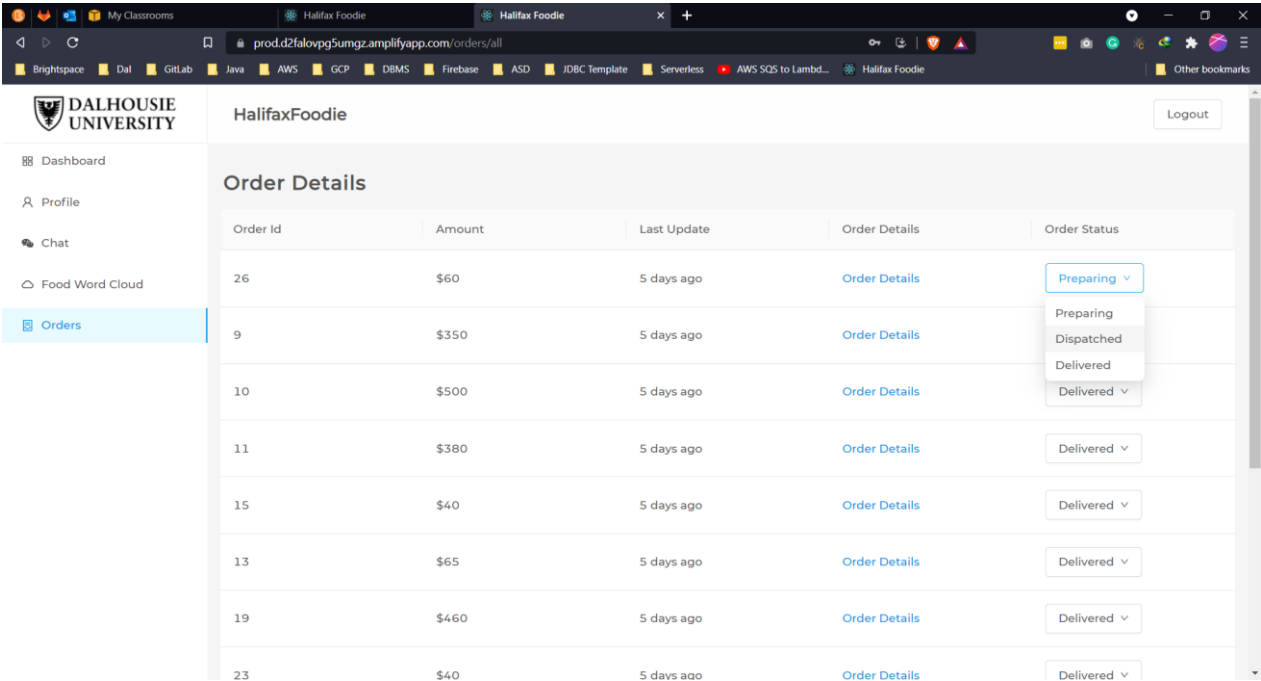 My Classrooms
Halifax Foodie
Halifax Foodie
prod.d2falovpg5umgz.amplifyapp.com/orders/all
Brightspace Dal GitLab Java AWS GCP DBMS Firebase ASD JDBC Template Serverless AWS SQS to Lambd... Halifax Foodie Other bookmarks
DALHOUSIE
UNIVERSITY
HalifaxFoodie
Logout
Dashboard
Profile
Chat
Food Word Cloud
Orders
Order Details
Order Id Amount Last Update Order Details Order Status
26 $60 5 days ago Order Details Preparing
Preparing
Dispatched
Delivered
9 $350 5 days ago Order Details
10 $500 5 days ago Order Details Delivered
11 $380 5 days ago Order Details Delivered
15 $40 5 days ago Order Details Delivered
13 $65 5 days ago Order Details Delivered
19 $460 5 days ago Order Details Delivered
23 $40 5 days ago Order Details Delivered